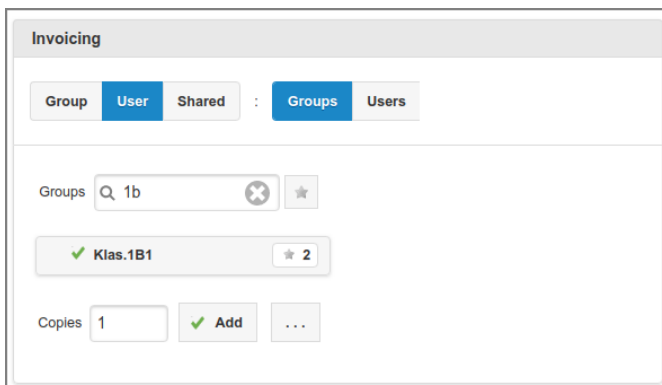 Invoicing
Group User Shared : Groups Users
Groups 1b
Klas.1B1 2
Copies 1 Add ...